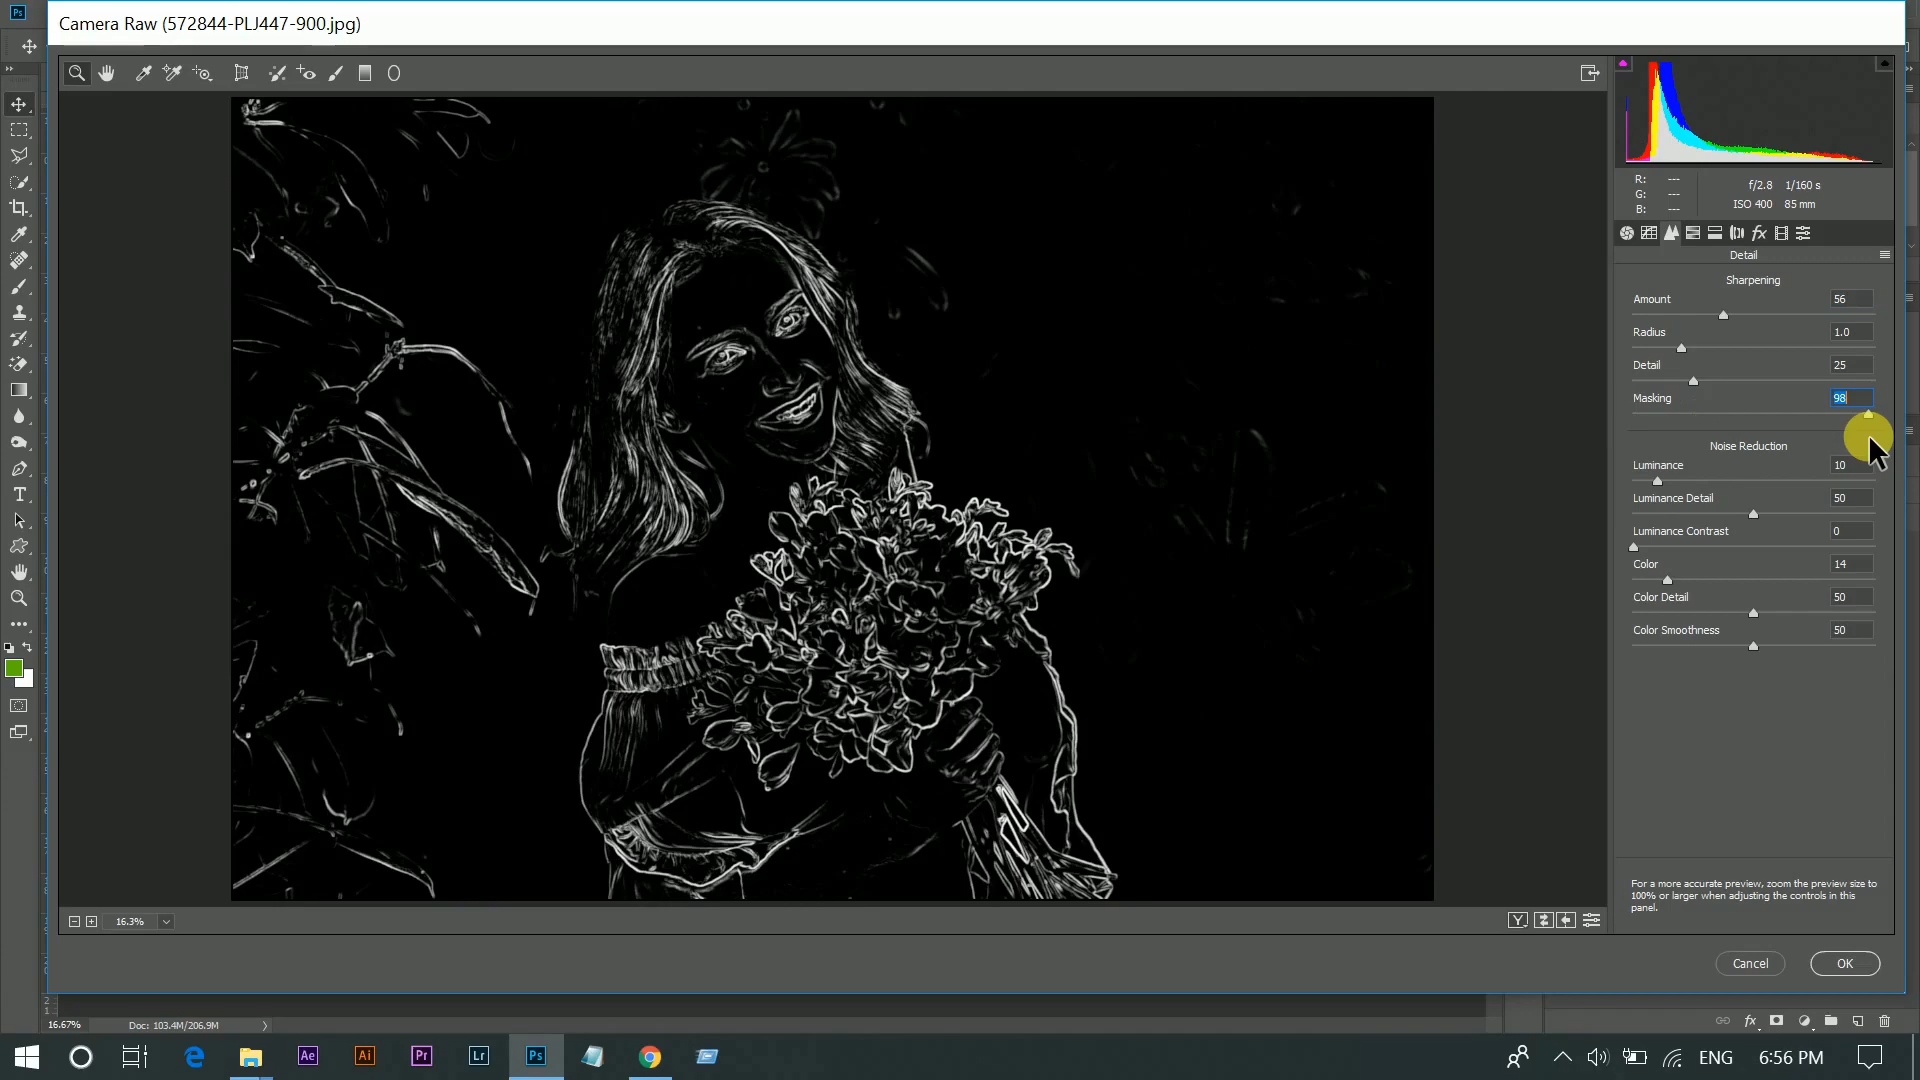 Ps
Camera Raw (572844-PLJ447-900.jpg)
R: ---
G: ---
B: ---
f/2.8 1/160 s
ISO 400 85 mm
fx
Detail
Sharpening
Amount 56
Radius 1.0
Detail 25
Masking 98
Noise Reduction
Luminance 10
Luminance Detail 50
Luminance Contrast 0
Color 14
Color Detail 50
Color Smoothness 50
For a more accurate preview, zoom the preview size to
100% or larger when adjusting the controls in this
panel.
16.3%
Y
Cancel OK
16.67% Doc: 103.4M/206.9M
fx
Ae Ai Pr Lr Ps
ENG 6:56 PM